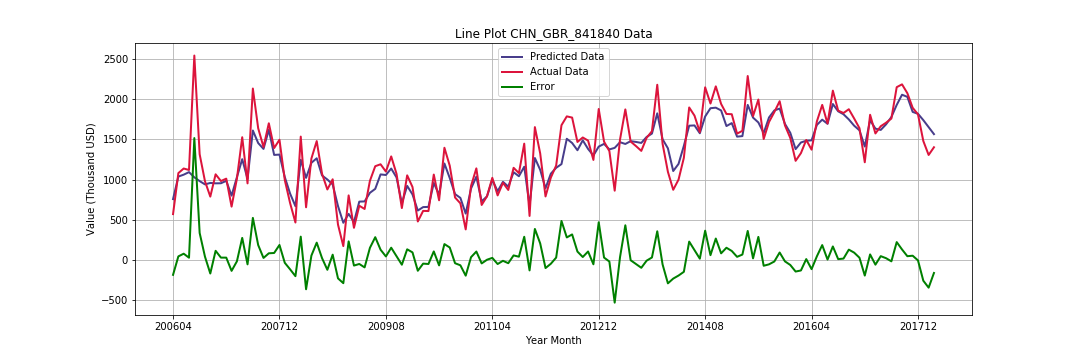 Line Plot CHN_GBR_841840 Data
Predicted Data
Actual Data
Error
Value (Thousand USD)
2500
2000
1500
1000
500
0
−500
200604 200712 200908 201104 201212 201408 201604 201712
Year Month